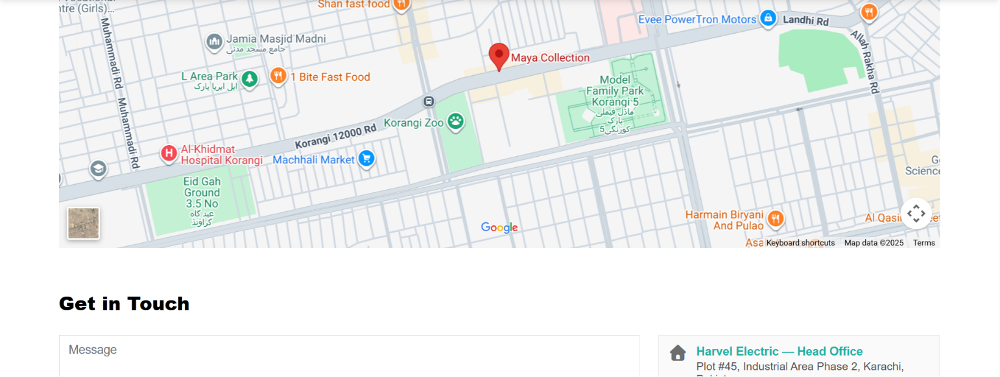 ntre (Girls)...
Shan fast food
Evee PowerTron Motors
Landhi Rd
Muhammadi Rd
Jamia Masjid Madni
جامع مسجد مدنی
Allah Rakha Rd
Maya Collection
L Area Park
ایل ایریا پارک
1 Bite Fast Food
Model
Family Park
Korangi 5
ماڈل فیملی
پارک
کورنگی5
Muhammadi Rd
Korangi Zoo
Korangi 12000 Rd
Al-Khidmat
Hospital Korangi
Machhali Market
Science
Eid Gah
Ground
3.5 No
عید گاہ
گراؤنڈ
Harmain Biryani
And Pulao
Al Qasi
Google
Asa
Keyboard shortcuts
Map data ©2025
Terms
Get in Touch
Message
Harvel Electric — Head Office
Plot #45, Industrial Area Phase 2, Karachi,